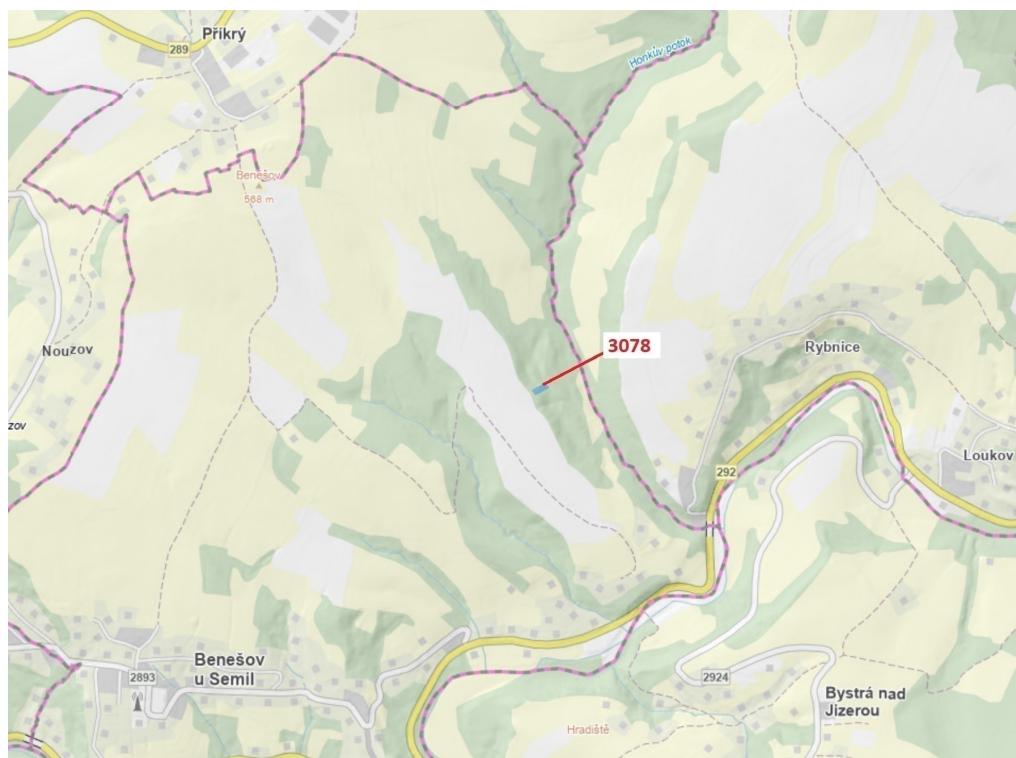 Příkrý
289
Honkův potok
Benešov
568 m
Nouzov
3078
Rybnice
zov
Loukov
292
Benešov
u Semil
2893
2924
Bystrá nad
Jizerou
Hradiště